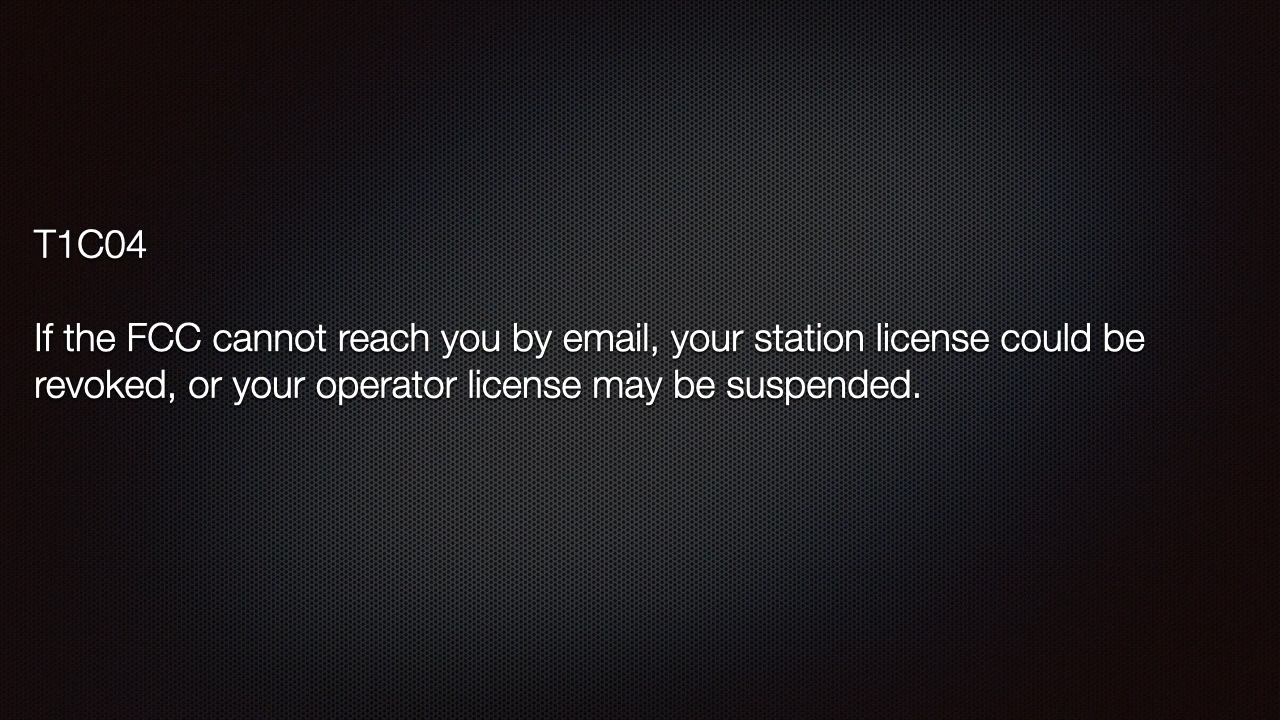 T1C04
If the FCC cannot reach you by email, your station license could be
revoked, or your operator license may be suspended.